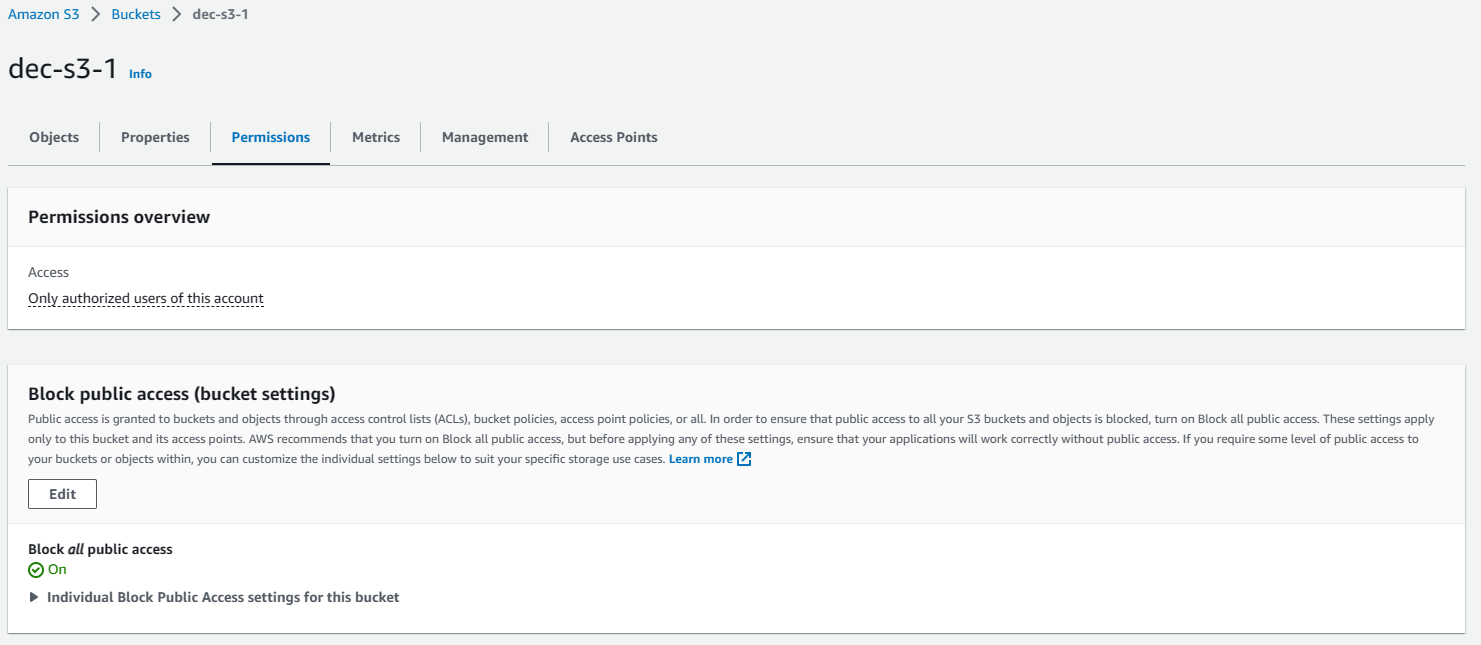 Amazon S3 > Buckets > dec-s3-1
dec-s3-1 Info
Objects Properties Permissions Metrics Management Access Points
Permissions overview
Access
Only authorized users of this account
Block public access (bucket settings)
Public access is granted to buckets and objects through access control lists (ACLs), bucket policies, access point policies, or all. In order to ensure that public access to all your S3 buckets and objects is blocked, turn on Block all public access. These settings apply
only to this bucket and its access points. AWS recommends that you turn on Block all public access, but before applying any of these settings, ensure that your applications will work correctly without public access. If you require some level of public access to
your buckets or objects within, you can customize the individual settings below to suit your specific storage use cases. Learn more
Edit
Block all public access
On
Individual Block Public Access settings for this bucket